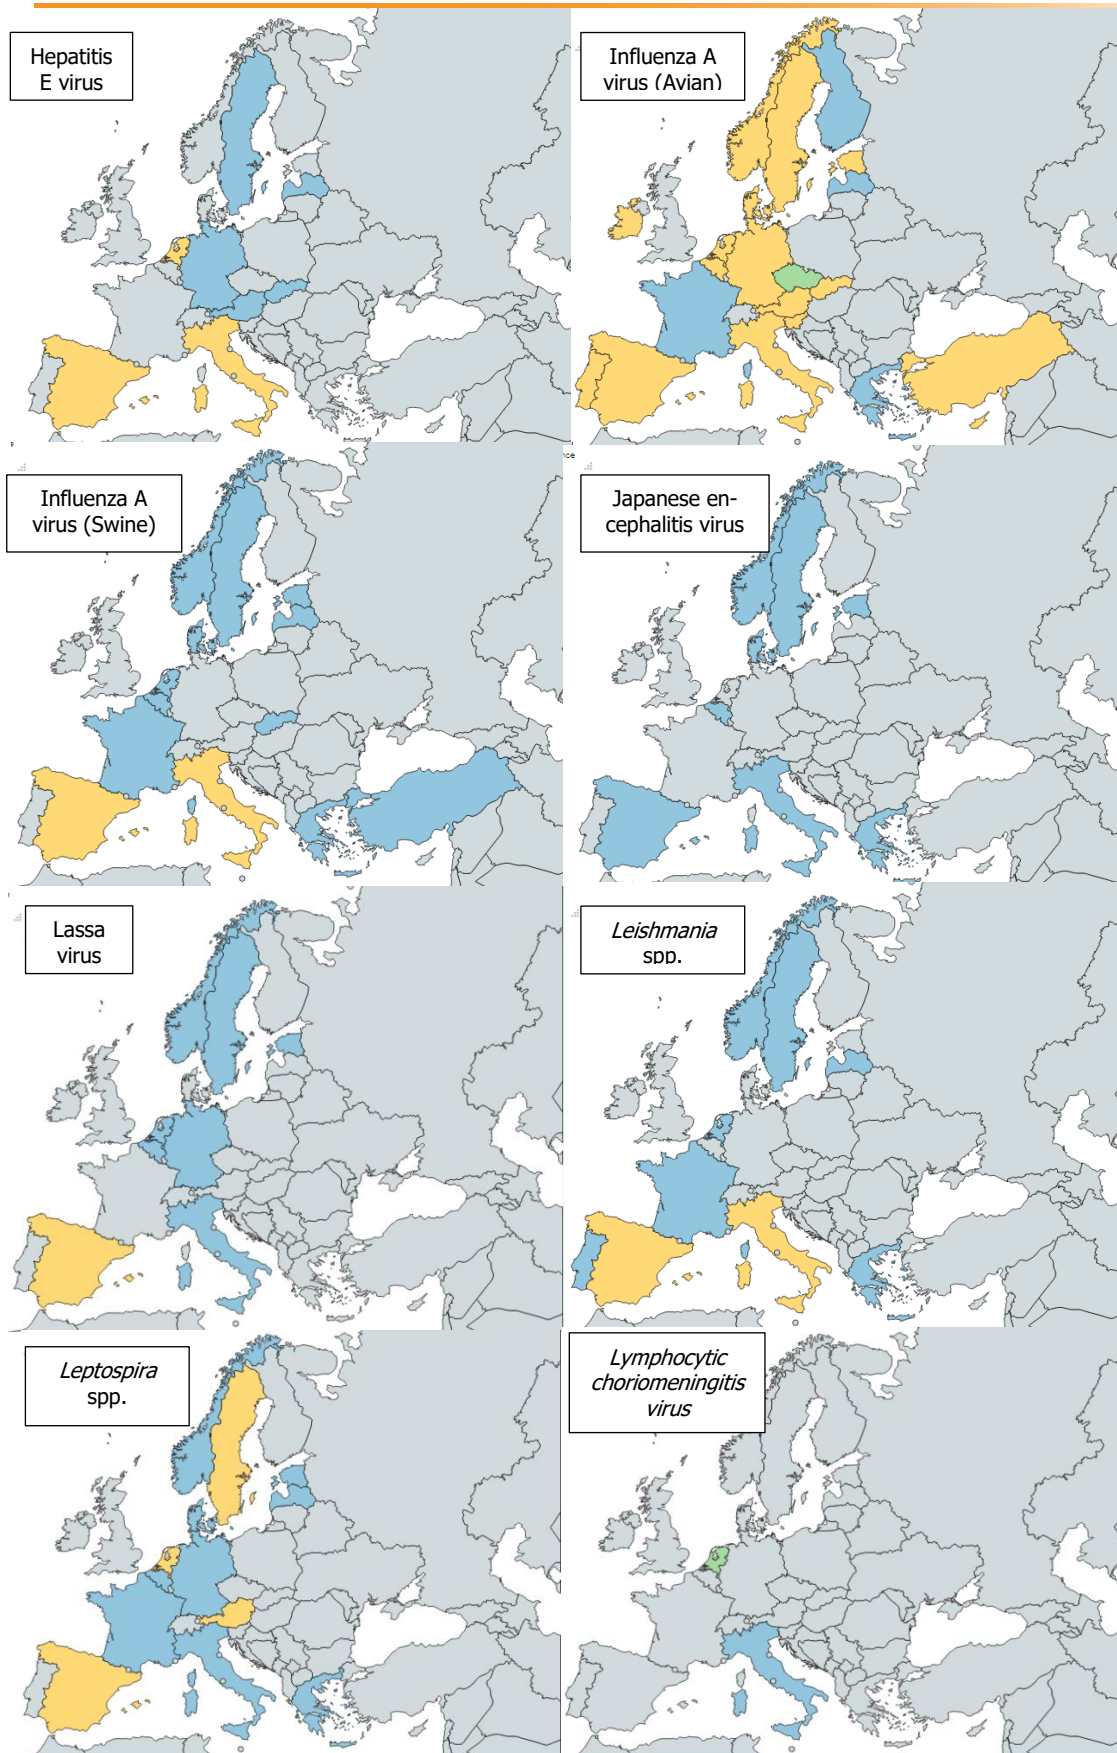 Hepatitis
E virus
Influenza A
virus (Avian)
Influenza A
virus (Swine)
Japanese en-
cephalitis virus
Lassa
virus
Leishmania
spp.
Leptospira
spp.
Lymphocytic
choriomeningitis
virus